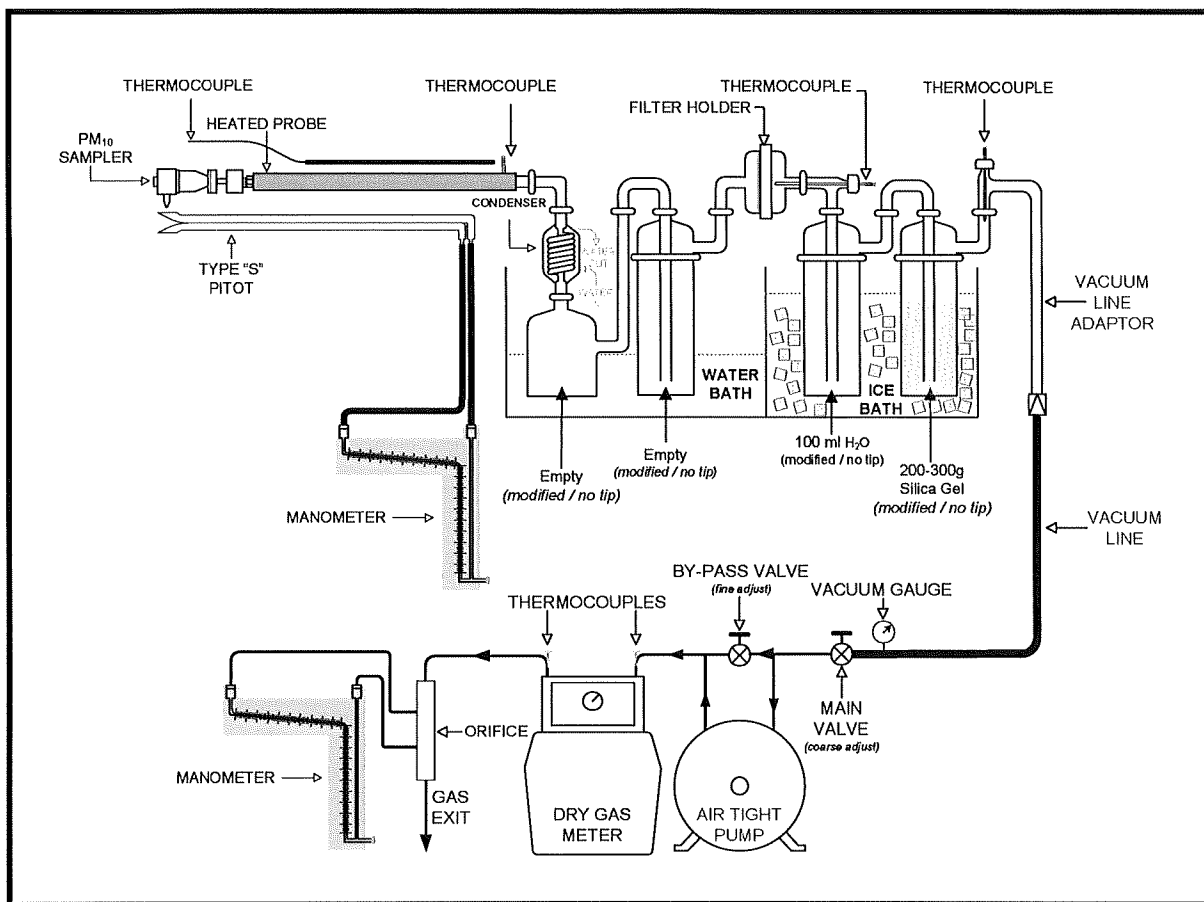 THERMOCOUPLE
THERMOCOUPLE
THERMOCOUPLE
THERMOCOUPLE
FILTER HOLDER
HEATED PROBE
PM₁₀
SAMPLER
CONDENSER
WATER
OUT
WATER
TYPE "S"
PITOT
VACUUM
LINE
ADAPTOR
WATER
BATH
ICE
BATH
Empty
(modified / no tip)
Empty
(modified / no tip)
100 ml H₂O
(modified / no tip)
200-300g
Silica Gel
(modified / no tip)
MANOMETER
VACUUM
LINE
BY-PASS VALVE
(fine adjust)
VACUUM GAUGE
THERMOCOUPLES
MAIN
VALVE
(coarse adjust)
ORIFICE
MANOMETER
GAS
EXIT
DRY GAS
METER
AIR TIGHT
PUMP